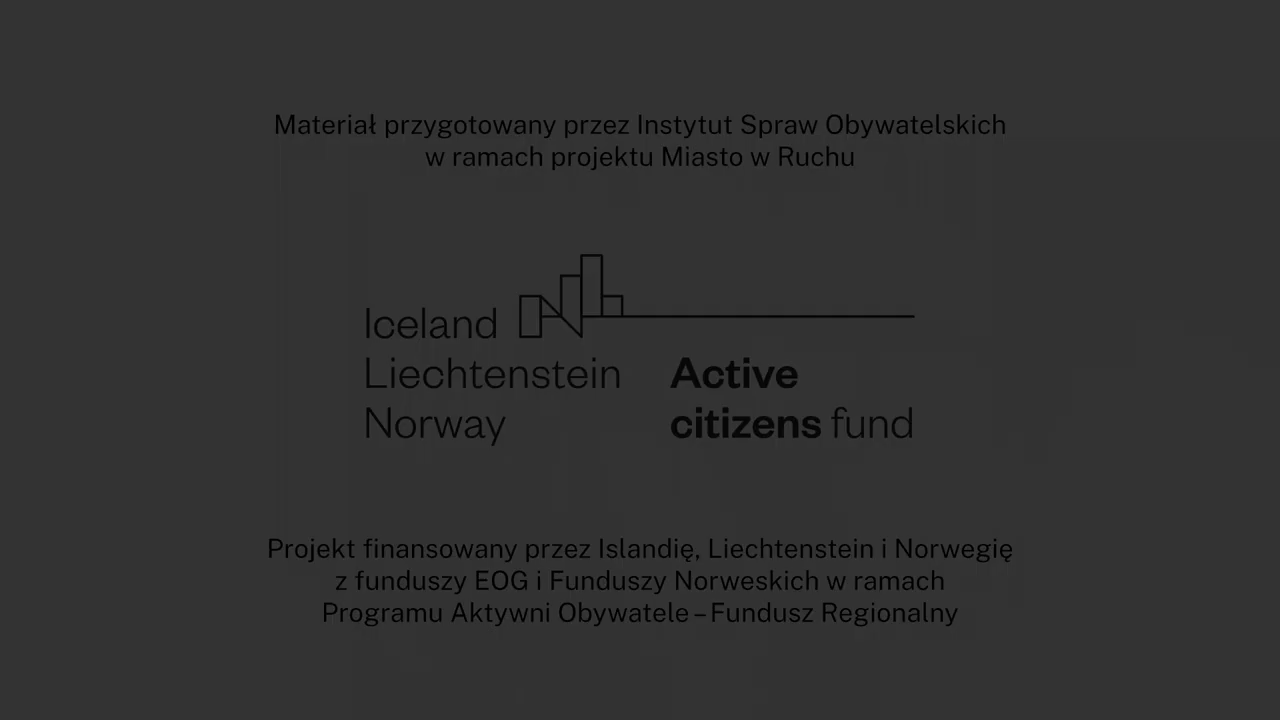 Materiał przygotowany przez Instytut Spraw Obywatelskich
w ramach projektu Miasto w Ruchu
Iceland
Liechtenstein
Norway
Active
citizens fund
Projekt finansowany przez Islandię, Liechtenstein i Norwegię
z funduszy EOG i Funduszy Norweskich w ramach
Programu Aktywni Obywatele – Fundusz Regionalny